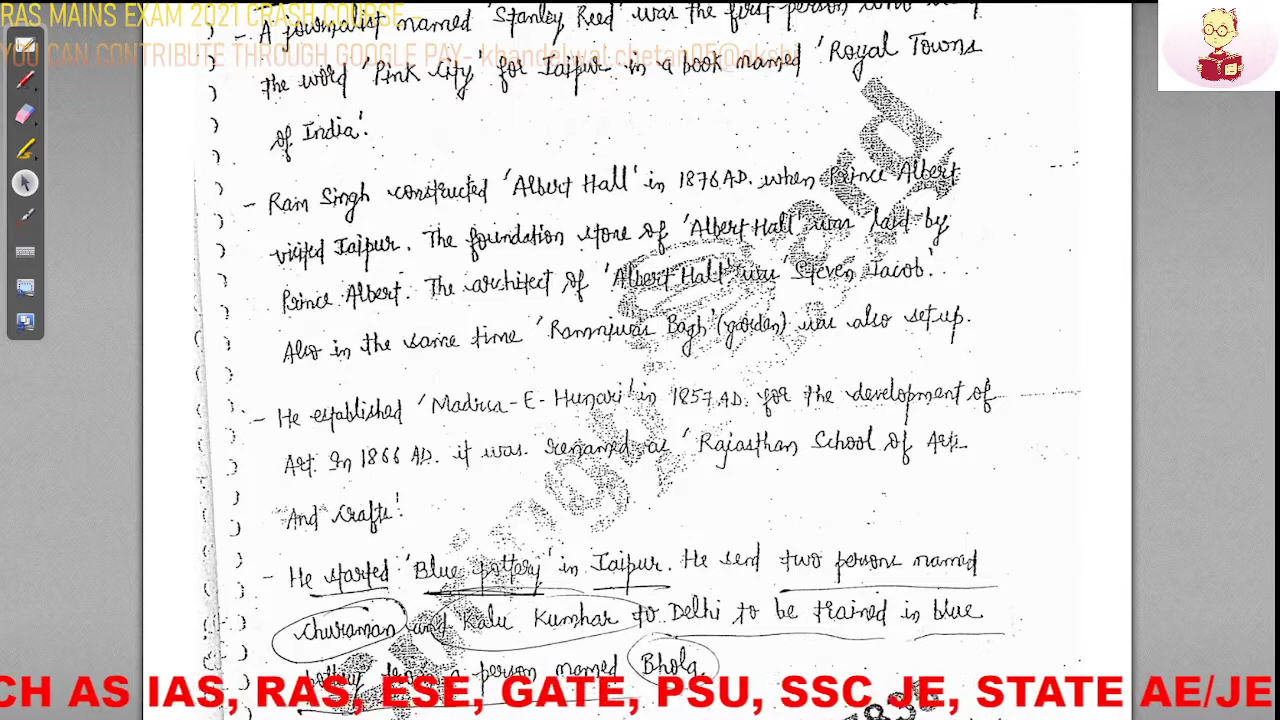 RAS MAINS EXAM 2021 CRASH COURSE -
YOU CAN CONTRIBUTE THROUGH GOOGLE PAY- khandelwal.chetan05@oksbi
- A journalist named 'Stanley Reed' was the first person who
the word 'Pink City' for Jaipur in a book named 'Royal Towns
of India'.
- Ram Singh constructed 'Albert Hall' in 1876 AD. when Prince Albert
visited Jaipur. The foundation stone of 'Albert Hall' was laid by
Prince Albert. The architect of 'Albert Hall' was 'Steven Jacob'.
Also in the same time 'Ramniwas Bagh' (garden) was also set up.
- He established 'Madrsa-E-Hunari' in 1857 AD. for the development of
Art. In 1866 AD. it was renamed as 'Rajasthan School of Arts
And Crafts'.
- He started 'Blue pottery' in Jaipur. He send two persons named
Churaman and Kalu Kumhar to Delhi to be trained in blue
pottery person named Bhola.
CH AS IAS, RAS, ESE, GATE, PSU, SSC JE, STATE AE/JE